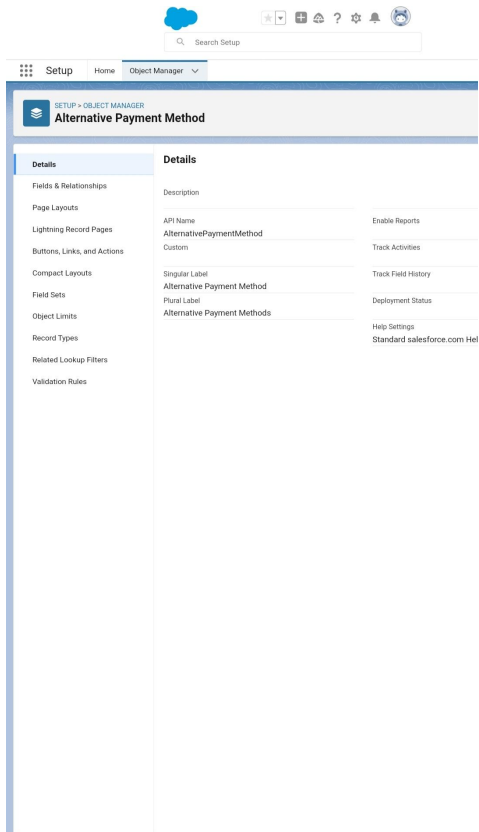 Search Setup
Setup
Home
Object Manager
SETUP > OBJECT MANAGER
Alternative Payment Method
Details
Fields & Relationships
Page Layouts
Lightning Record Pages
Buttons, Links, and Actions
Compact Layouts
Field Sets
Object Limits
Record Types
Related Lookup Filters
Validation Rules
Details
Description
API Name
AlternativePaymentMethod
Custom
Singular Label
Alternative Payment Method
Plural Label
Alternative Payment Methods
Enable Reports
Track Activities
Track Field History
Deployment Status
Help Settings
Standard salesforce.com Hel